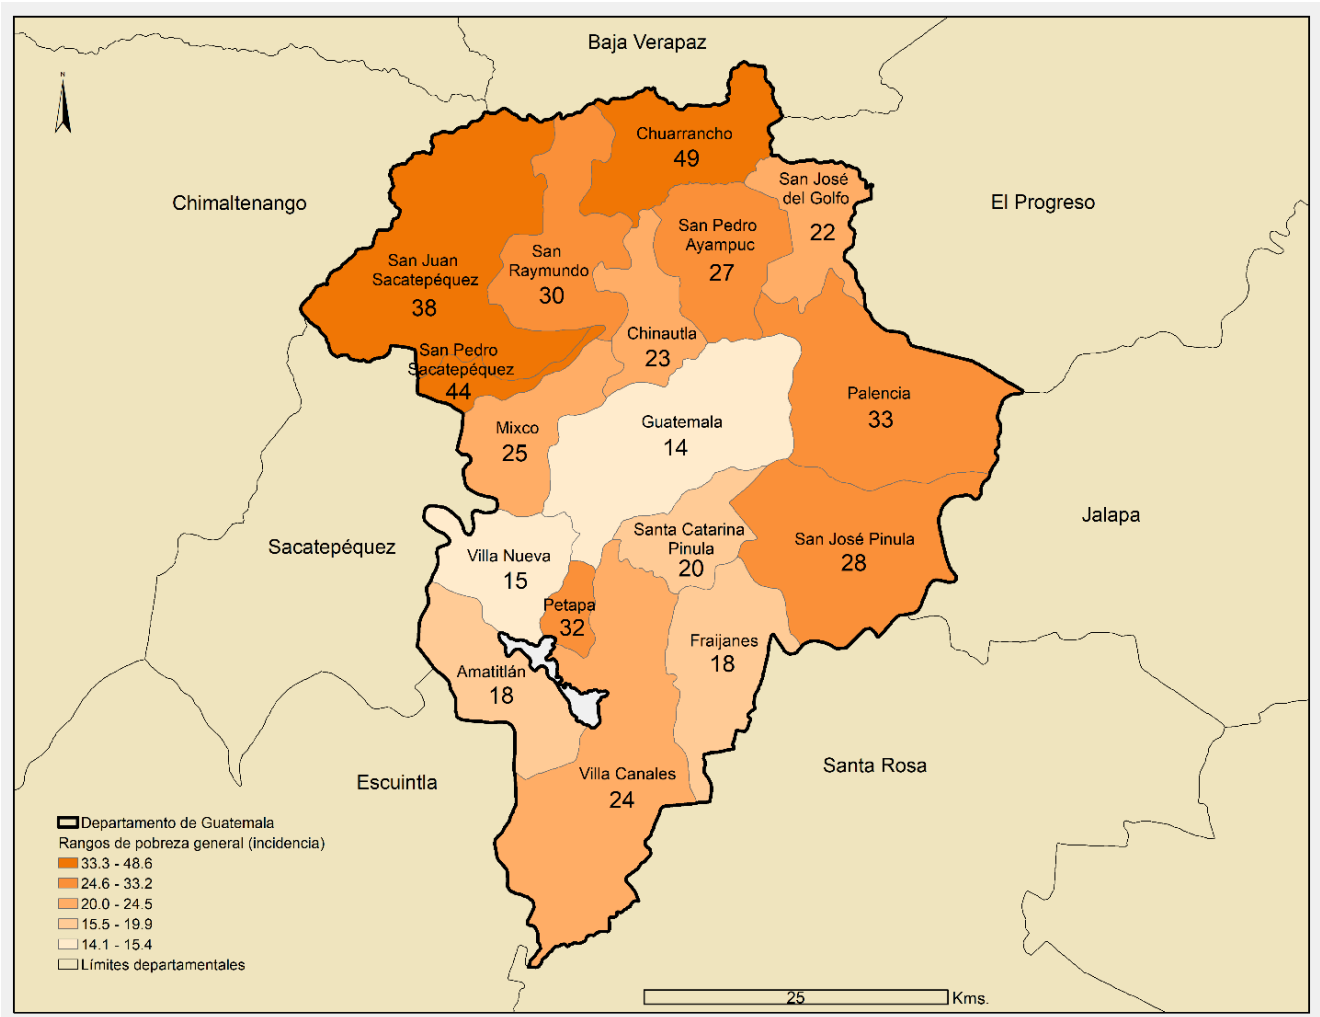 Baja Verapaz
N
Chuarrancho
49
San José
del Golfo
22
Chimaltenango
El Progreso
San Pedro
Ayampuc
27
San
Raymundo
30
San Juan
Sacatepéquez
38
Chinautla
23
San Pedro
Sacatepéquez
44
Palencia
33
Guatemala
14
Mixco
25
Jalapa
Santa Catarina
Pinula
20
San José Pinula
28
Sacatepéquez
Villa Nueva
15
Petapa
32
Fraijanes
18
Amatitlán
18
Santa Rosa
Villa Canales
24
Escuintla
Departamento de Guatemala
Rangos de pobreza general (incidencia)
33.3 - 48.6
24.6 - 33.2
20.0 - 24.5
15.5 - 19.9
14.1 - 15.4
Límites departamentales
25 Kms.